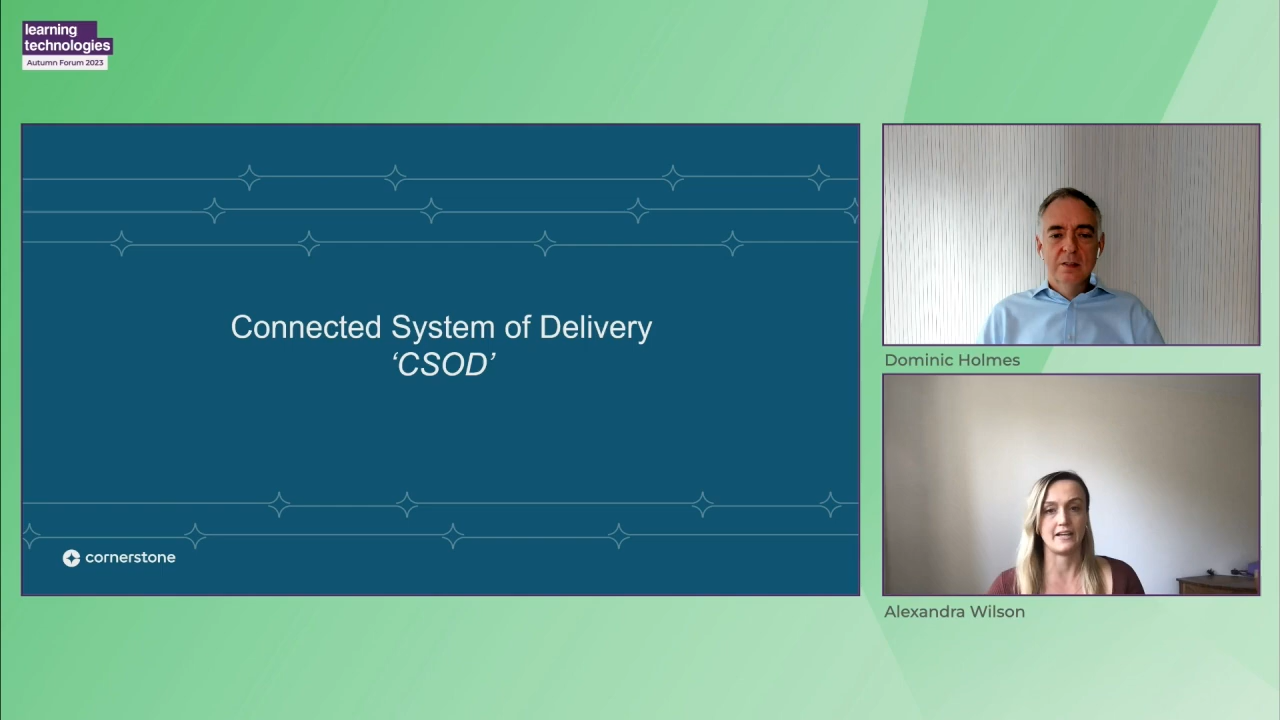 learning
technologies
Autumn Forum 2023
Connected System of Delivery
‘CSOD’
cornerstone
Dominic Holmes
Alexandra Wilson